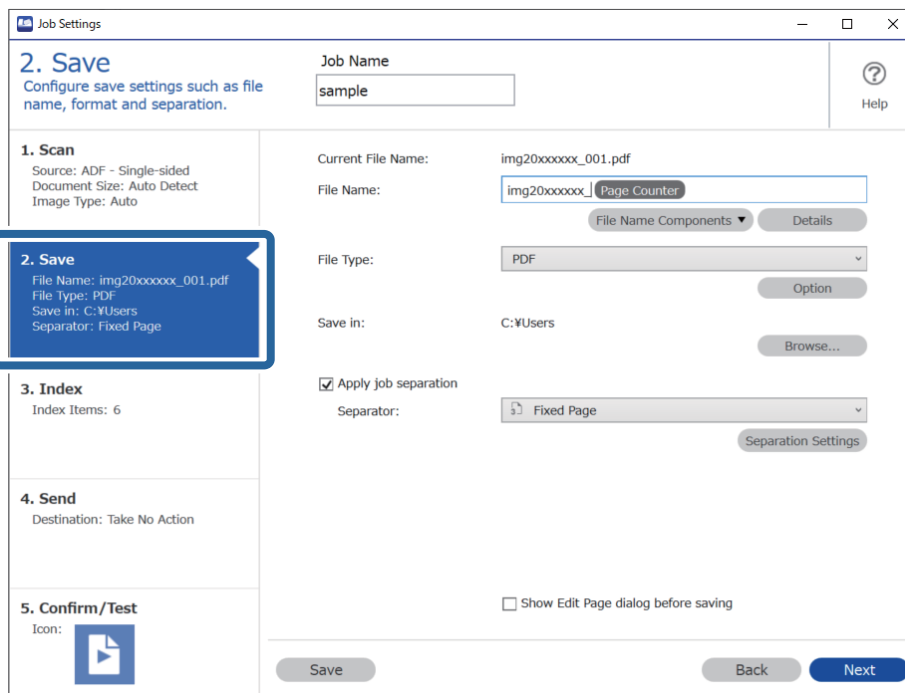 Job Settings
2. Save
Configure save settings such as file
name, format and separation.
Job Name
sample
Help
1. Scan
Source: ADF - Single-sided
Document Size: Auto Detect
Image Type: Auto
2. Save
File Name: img20xxxxxx_001.pdf
File Type: PDF
Save in: C:¥Users
Separator: Fixed Page
3. Index
Index Items: 6
4. Send
Destination: Take No Action
5. Confirm/Test
Icon:
Current File Name: img20xxxxxx_001.pdf
File Name: img20xxxxxx_ Page Counter
File Name Components ▼ Details
File Type: PDF
Option
Save in: C:¥Users
Browse...
Apply job separation
Separator: Fixed Page
Separation Settings
Show Edit Page dialog before saving
Save Back Next